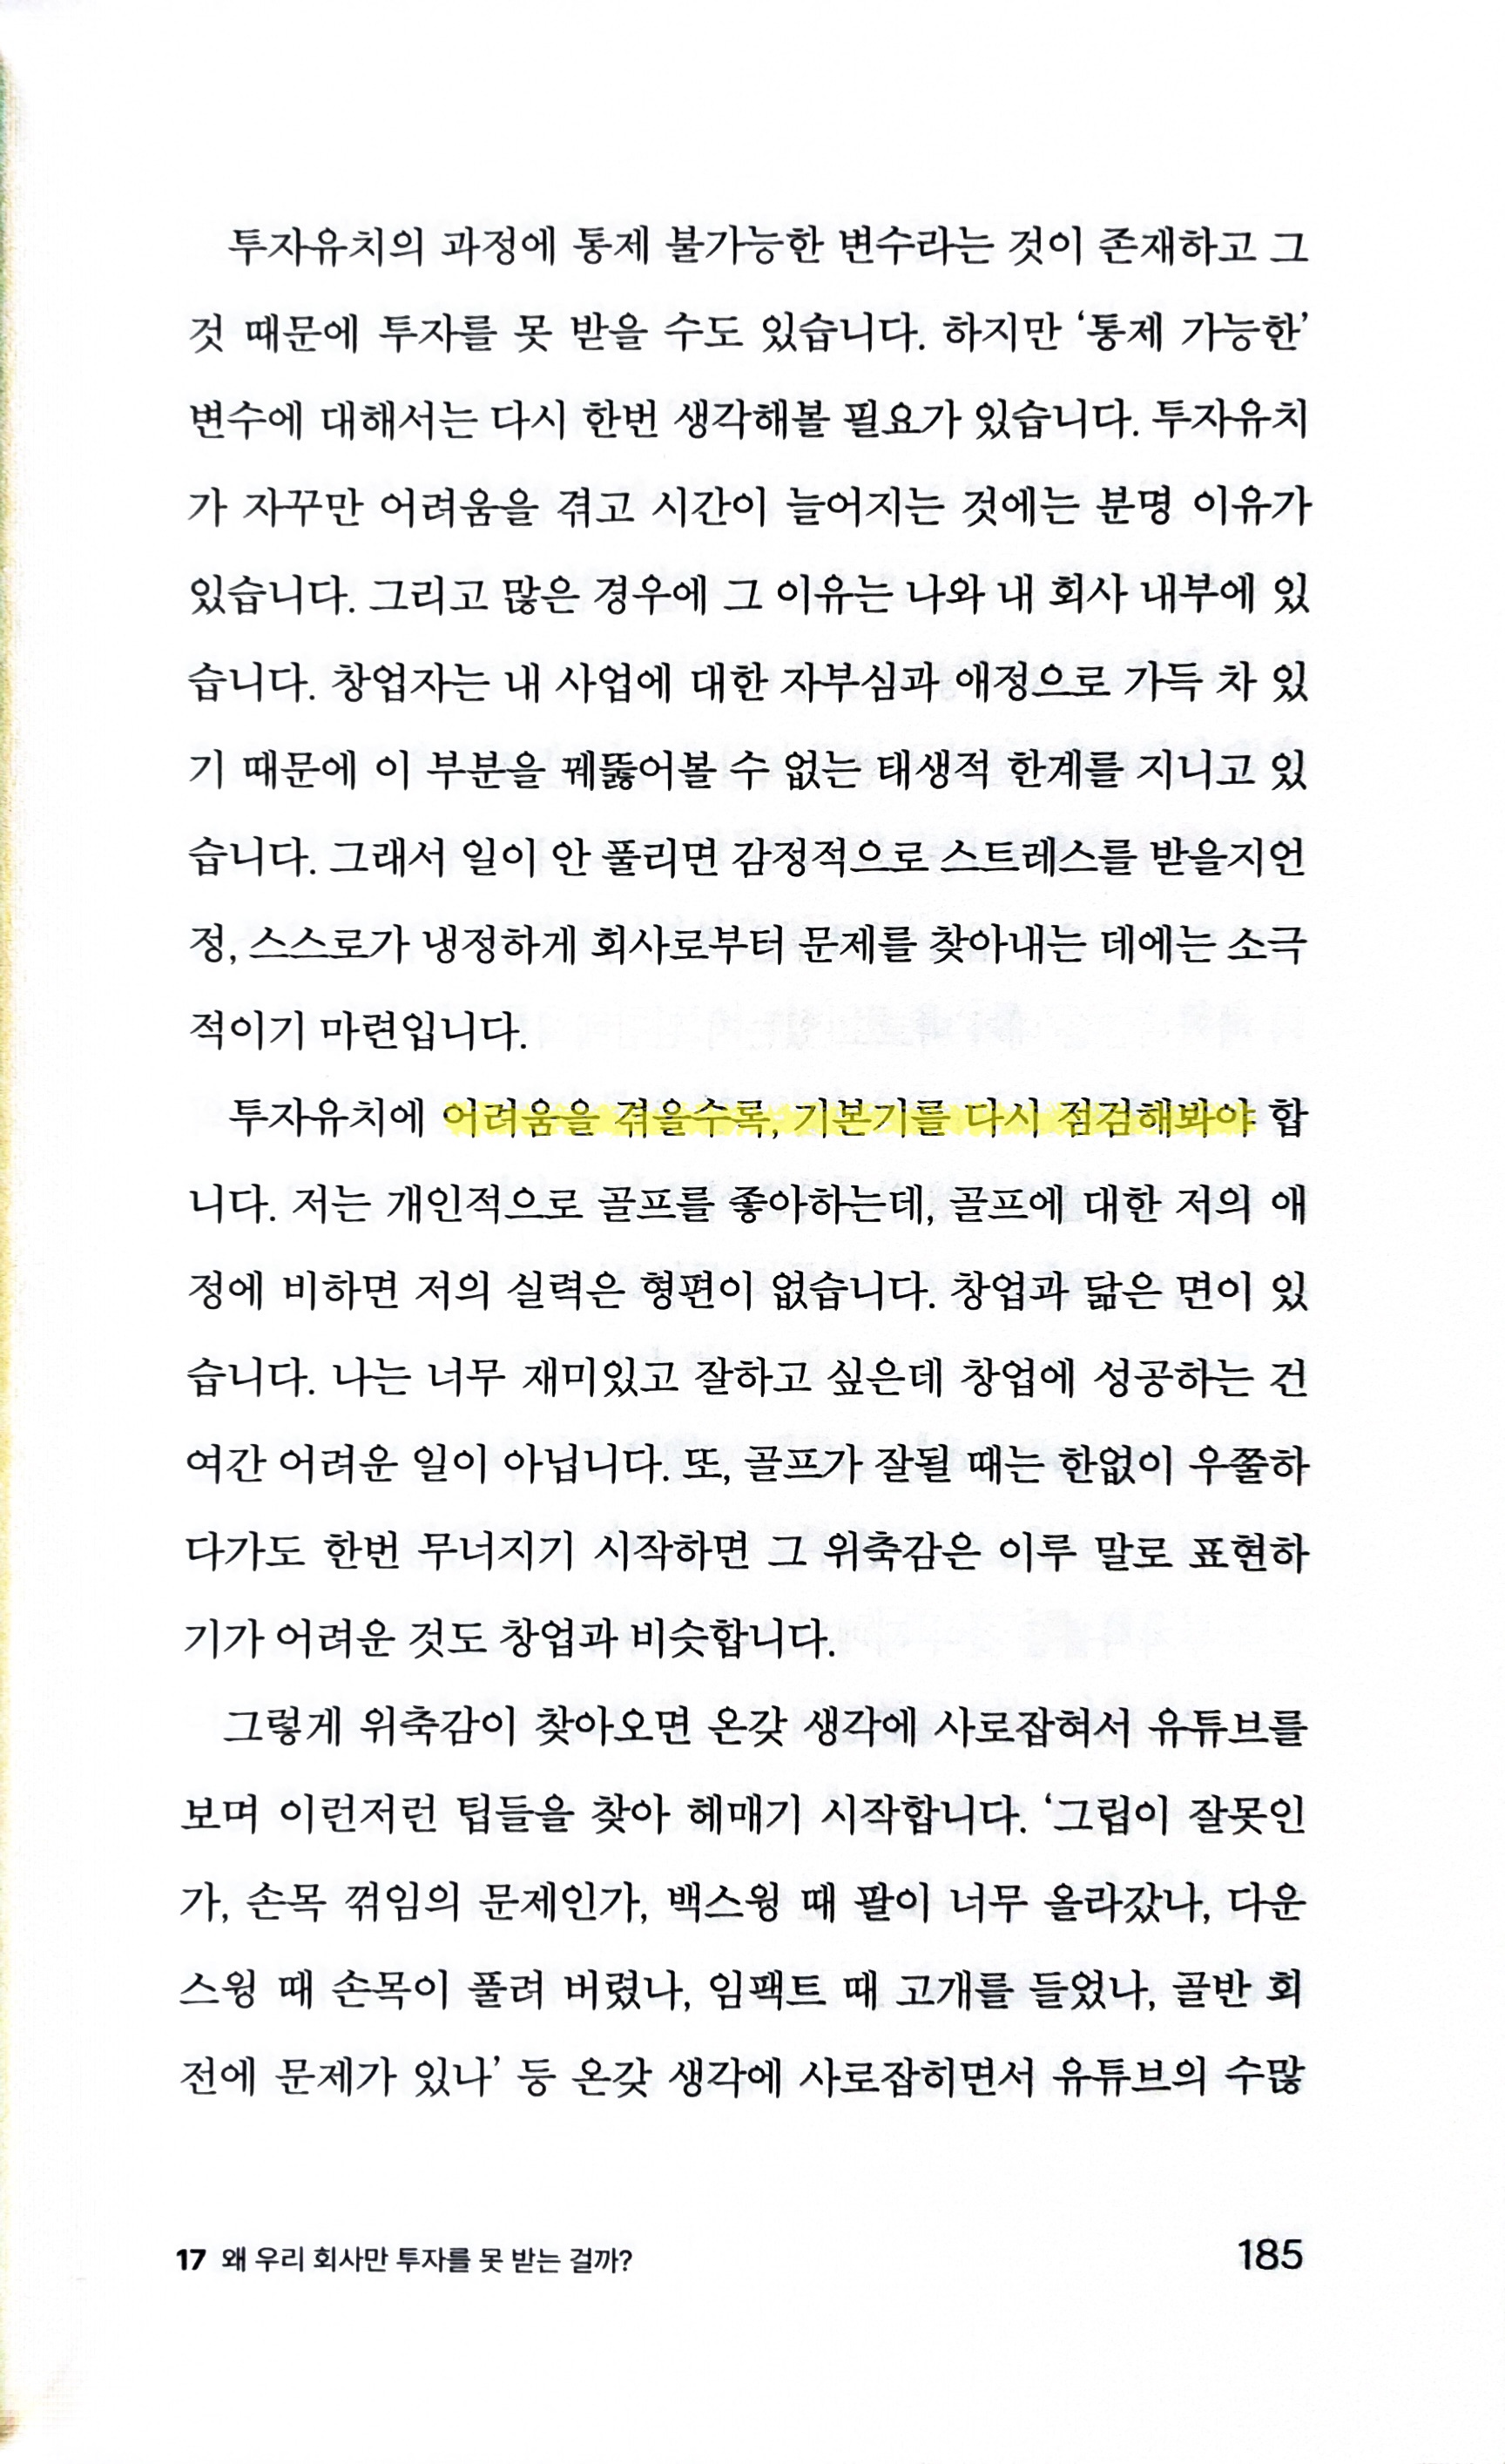 투자유치의 과정에 통제 불가능한 변수라는 것이 존재하고 그
것 때문에 투자를 못 받을 수도 있습니다. 하지만 ‘통제 가능한’
변수에 대해서는 다시 한번 생각해볼 필요가 있습니다. 투자유치
가 자꾸만 어려움을 겪고 시간이 늘어지는 것에는 분명 이유가
있습니다. 그리고 많은 경우에 그 이유는 나와 내 회사 내부에 있
습니다. 창업자는 내 사업에 대한 자부심과 애정으로 가득 차 있
기 때문에 이 부분을 꿰뚫어볼 수 없는 태생적 한계를 지니고 있
습니다. 그래서 일이 안 풀리면 감정적으로 스트레스를 받을지언
정, 스스로가 냉정하게 회사로부터 문제를 찾아내는 데에는 소극
적이기 마련입니다.
투자유치에 어려움을 겪을수록, 기본기를 다시 점검해봐야 합
니다. 저는 개인적으로 골프를 좋아하는데, 골프에 대한 저의 애
정에 비하면 저의 실력은 형편이 없습니다. 창업과 닮은 면이 있
습니다. 나는 너무 재미있고 잘하고 싶은데 창업에 성공하는 건
여간 어려운 일이 아닙니다. 또, 골프가 잘될 때는 한없이 우쭐하
다가도 한번 무너지기 시작하면 그 위축감은 이루 말로 표현하
기가 어려운 것도 창업과 비슷합니다.
그렇게 위축감이 찾아오면 온갖 생각에 사로잡혀서 유튜브를
보며 이런저런 팁들을 찾아 헤매기 시작합니다. ‘그립이 잘못인
가, 손목 꺾임의 문제인가, 백스윙 때 팔이 너무 올라갔나, 다운
스윙 때 손목이 풀려 버렸나, 임팩트 때 고개를 들었나, 골반 회
전에 문제가 있나’ 등 온갖 생각에 사로잡히면서 유튜브의 수많
17 왜 우리 회사만 투자를 못 받는 걸까?
185